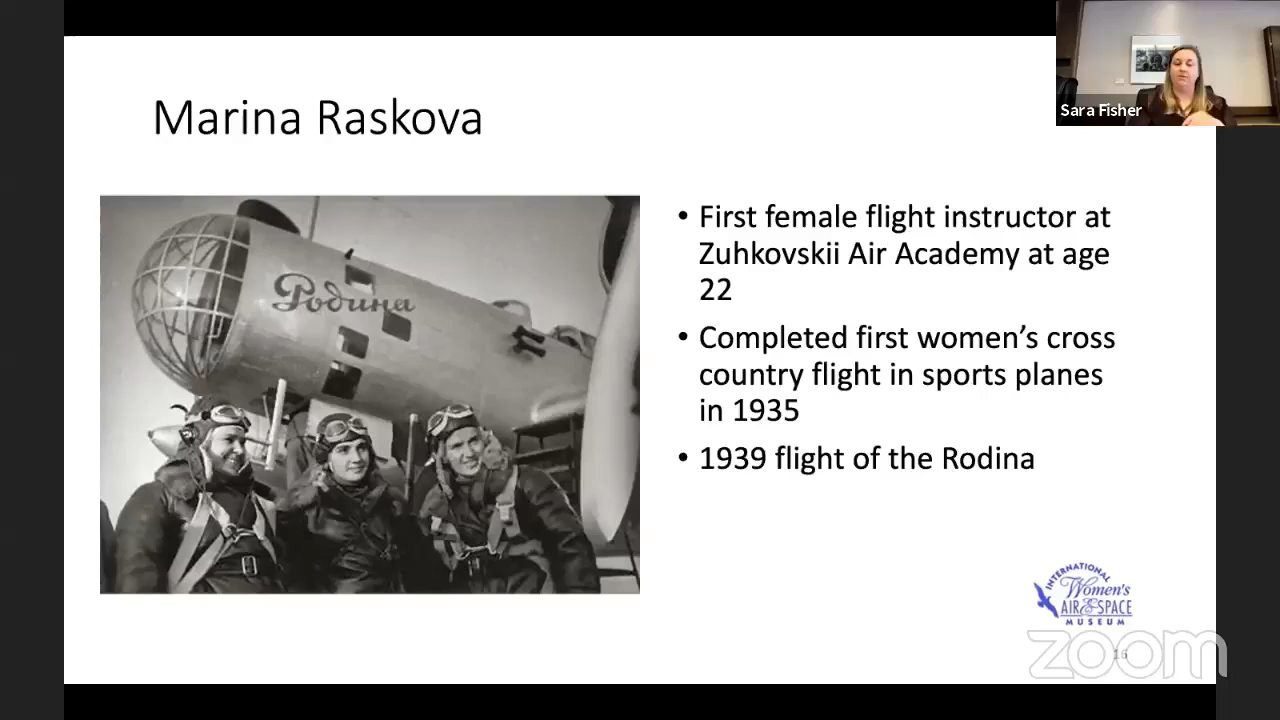 Sara Fisher
Marina Raskova
Родина
• First female flight instructor at
Zuhkovskii Air Academy at age
22
• Completed first women’s cross
country flight in sports planes
in 1935
• 1939 flight of the Rodina
INTERNATIONAL
Women's
AIR & SPACE
MUSEUM
zoom
16